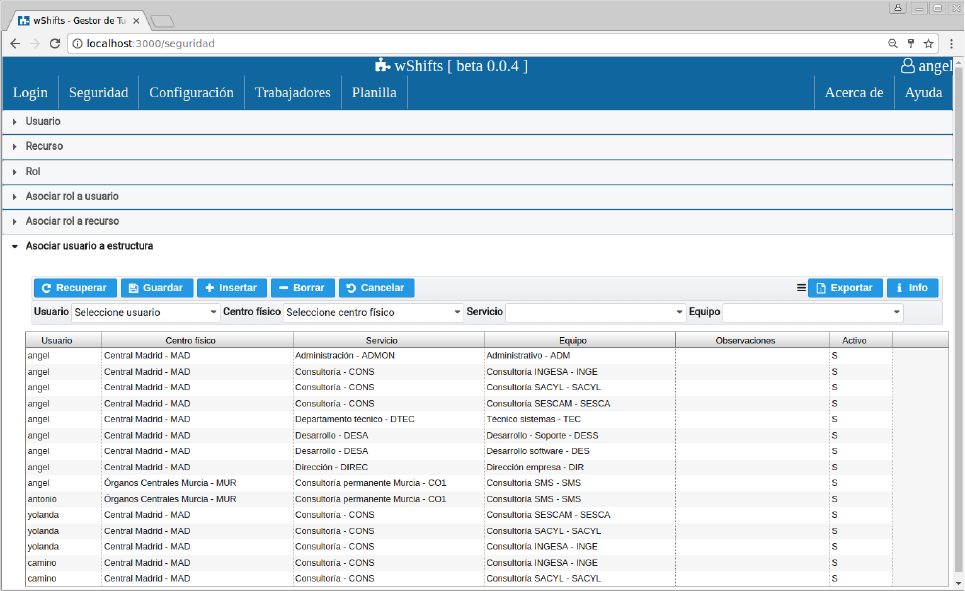 wShifts - Gestor de Tu
localhost:3000/seguridad
wShifts [ beta 0.0.4 ] angel
Login Seguridad Configuración Trabajadores Planilla Acerca de Ayuda
Usuario
Recurso
Rol
Asociar rol a usuario
Asociar rol a recurso
Asociar usuario a estructura
Recuperar Guardar Insertar Borrar Cancelar Exportar Info
Usuario Seleccione usuario Centro físico Seleccione centro físico Servicio Equipo
Usuario Centro físico Servicio Equipo Observaciones Activo
angel Central Madrid - MAD Administración - ADMON Administrativo - ADM S
angel Central Madrid - MAD Consultoría - CONS Consultoría INGESA - INGE S
angel Central Madrid - MAD Consultoría - CONS Consultoría SACYL - SACYL S
angel Central Madrid - MAD Consultoría - CONS Consultoría SESCAM - SESCA S
angel Central Madrid - MAD Departamento técnico - DTEC Técnico sistemas - TEC S
angel Central Madrid - MAD Desarrollo - DESA Desarrollo - Soporte - DESS S
angel Central Madrid - MAD Desarrollo - DESA Desarrollo software - DES S
angel Central Madrid - MAD Dirección - DIREC Dirección empresa - DIR S
angel Órganos Centrales Murcia - MUR Consultoría permanente Murcia - CO1 Consultoría SMS - SMS S
antonio Órganos Centrales Murcia - MUR Consultoría permanente Murcia - CO1 Consultoría SMS - SMS S
yolanda Central Madrid - MAD Consultoría - CONS Consultoría SESCAM - SESCA S
yolanda Central Madrid - MAD Consultoría - CONS Consultoría SACYL - SACYL S
yolanda Central Madrid - MAD Consultoría - CONS Consultoría INGESA - INGE S
camino Central Madrid - MAD Consultoría - CONS Consultoría INGESA - INGE S
camino Central Madrid - MAD Consultoría - CONS Consultoría SACYL - SACYL S